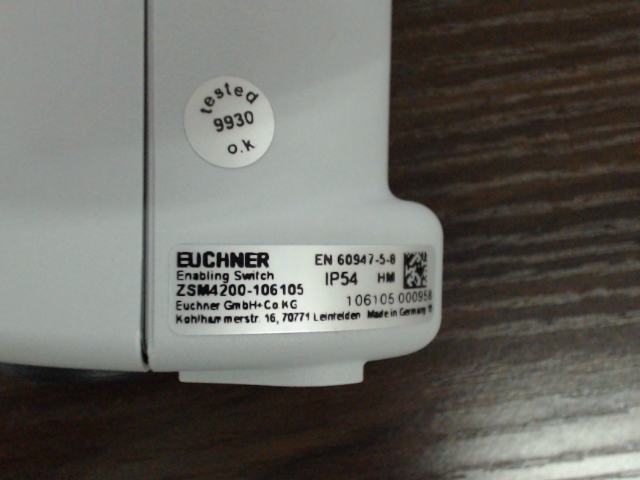 tested
9930
o.k
EUCHNER
Enabling Switch
ZSM4200-106105
Euchner GmbH+Co KG
Kohlhammerstr. 16, 70771 Leinfelden Made in Germany
EN 60947-5-8
IP54 HM
106105 000958